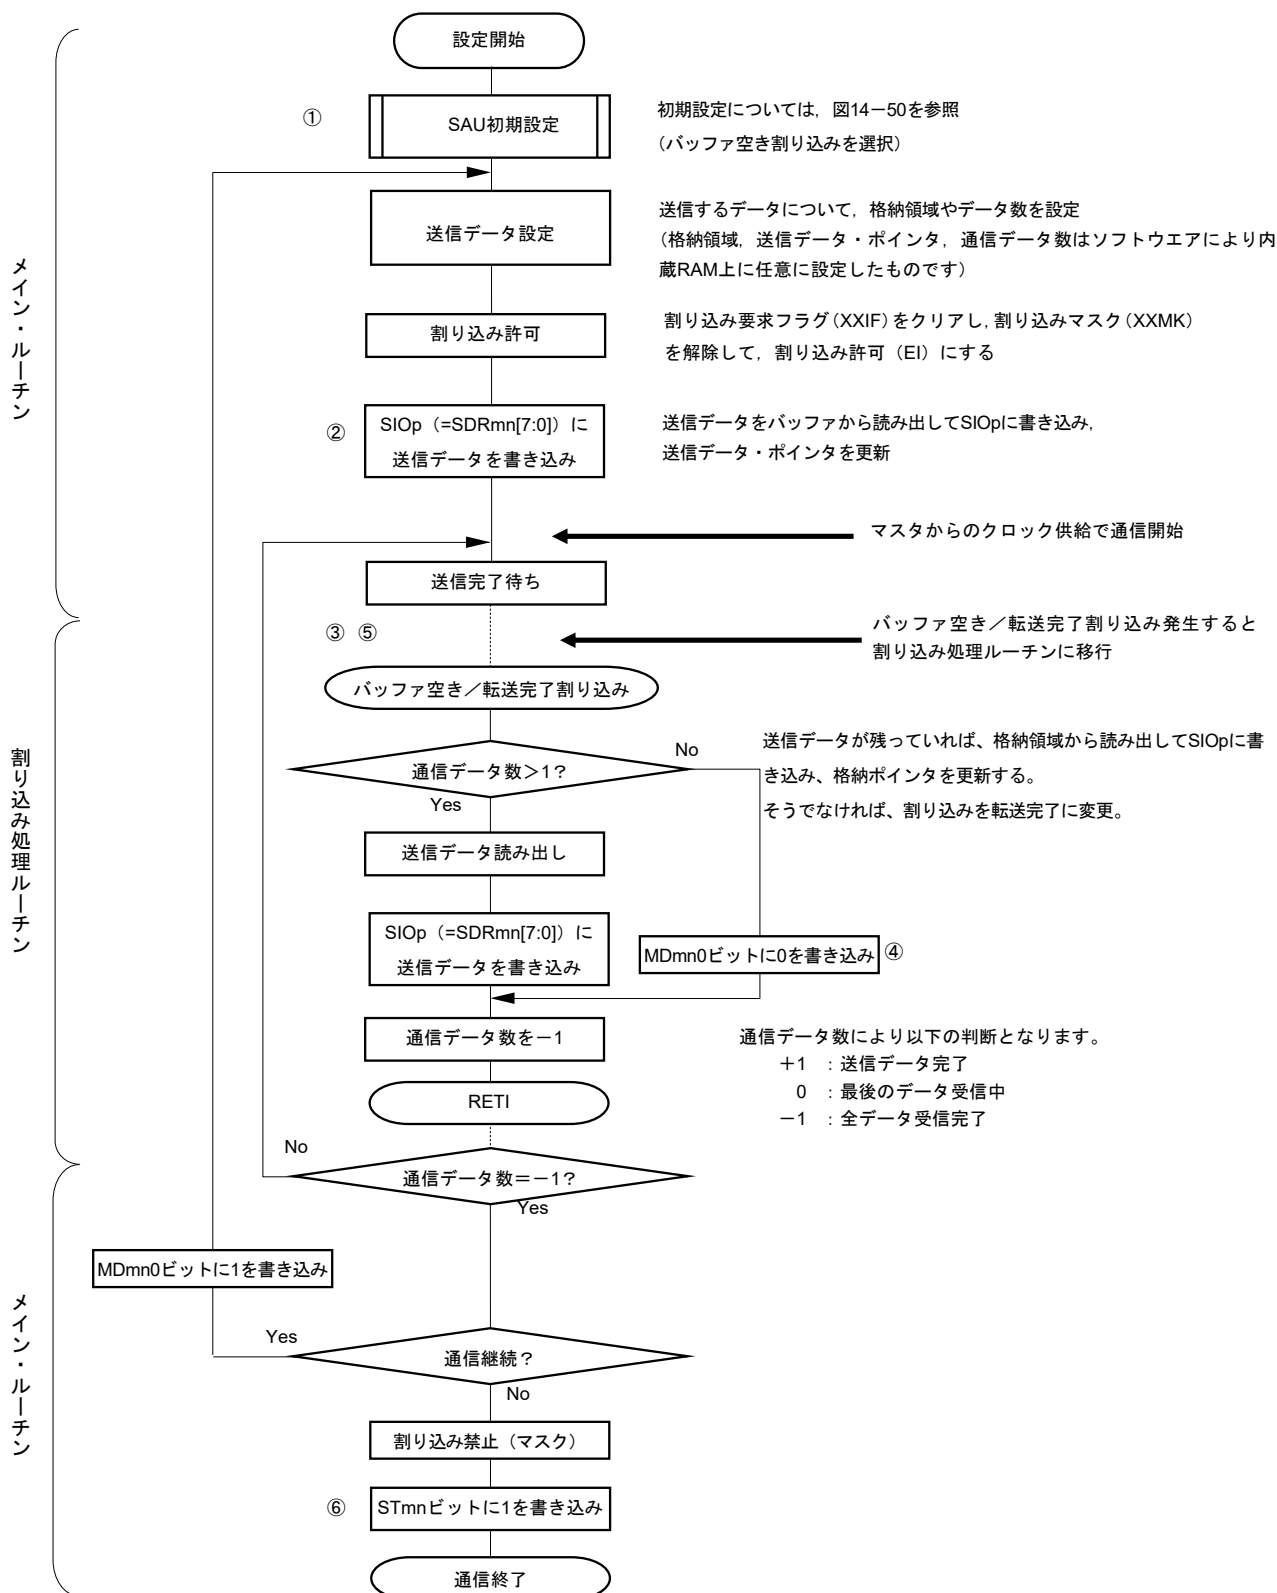 設定開始
①
SAU初期設定
初期設定については，図14－50を参照
（バッファ空き割り込みを選択）
送信データ設定
送信するデータについて，格納領域やデータ数を設定
（格納領域，送信データ・ポインタ，通信データ数はソフトウエアにより内
蔵RAM上に任意に設定したものです）
メイン・ルーチン
割り込み許可
割り込み要求フラグ（XXIF）をクリアし，割り込みマスク（XXMK）
を解除して，割り込み許可（EI）にする
②
SIOp（=SDRmn[7:0]）に
送信データを書き込み
送信データをバッファから読み出してSIOpに書き込み，
送信データ・ポインタを更新
マスタからのクロック供給で通信開始
送信完了待ち
③ ⑤
バッファ空き／転送完了割り込み発生すると
割り込み処理ルーチンに移行
バッファ空き／転送完了割り込み
割り込み処理ルーチン
通信データ数＞1？
No
Yes
送信データが残っていれば、格納領域から読み出してSIOpに書
き込み、格納ポインタを更新する。
そうでなければ、割り込みを転送完了に変更。
送信データ読み出し
SIOp（=SDRmn[7:0]）に
送信データを書き込み
MDmn0ビットに0を書き込み
④
通信データ数を－1
通信データ数により以下の判断となります。
＋1 ：送信データ完了
0 ：最後のデータ受信中
－1 ：全データ受信完了
RETI
No
通信データ数＝－1？
Yes
MDmn0ビットに1を書き込み
メイン・ルーチン
Yes
通信継続？
No
割り込み禁止（マスク）
⑥
STmnビットに1を書き込み
通信終了